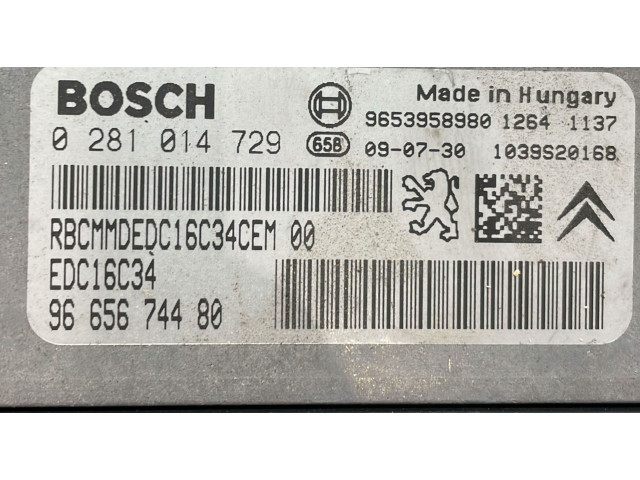 BOSCH
Made in Hungary
9653958980 1264 1137
0 281 014 729
658
09-07-30 1039S20168
RBCMMDEDC16C34CEM 00
EDC16C34
96 656 744 80